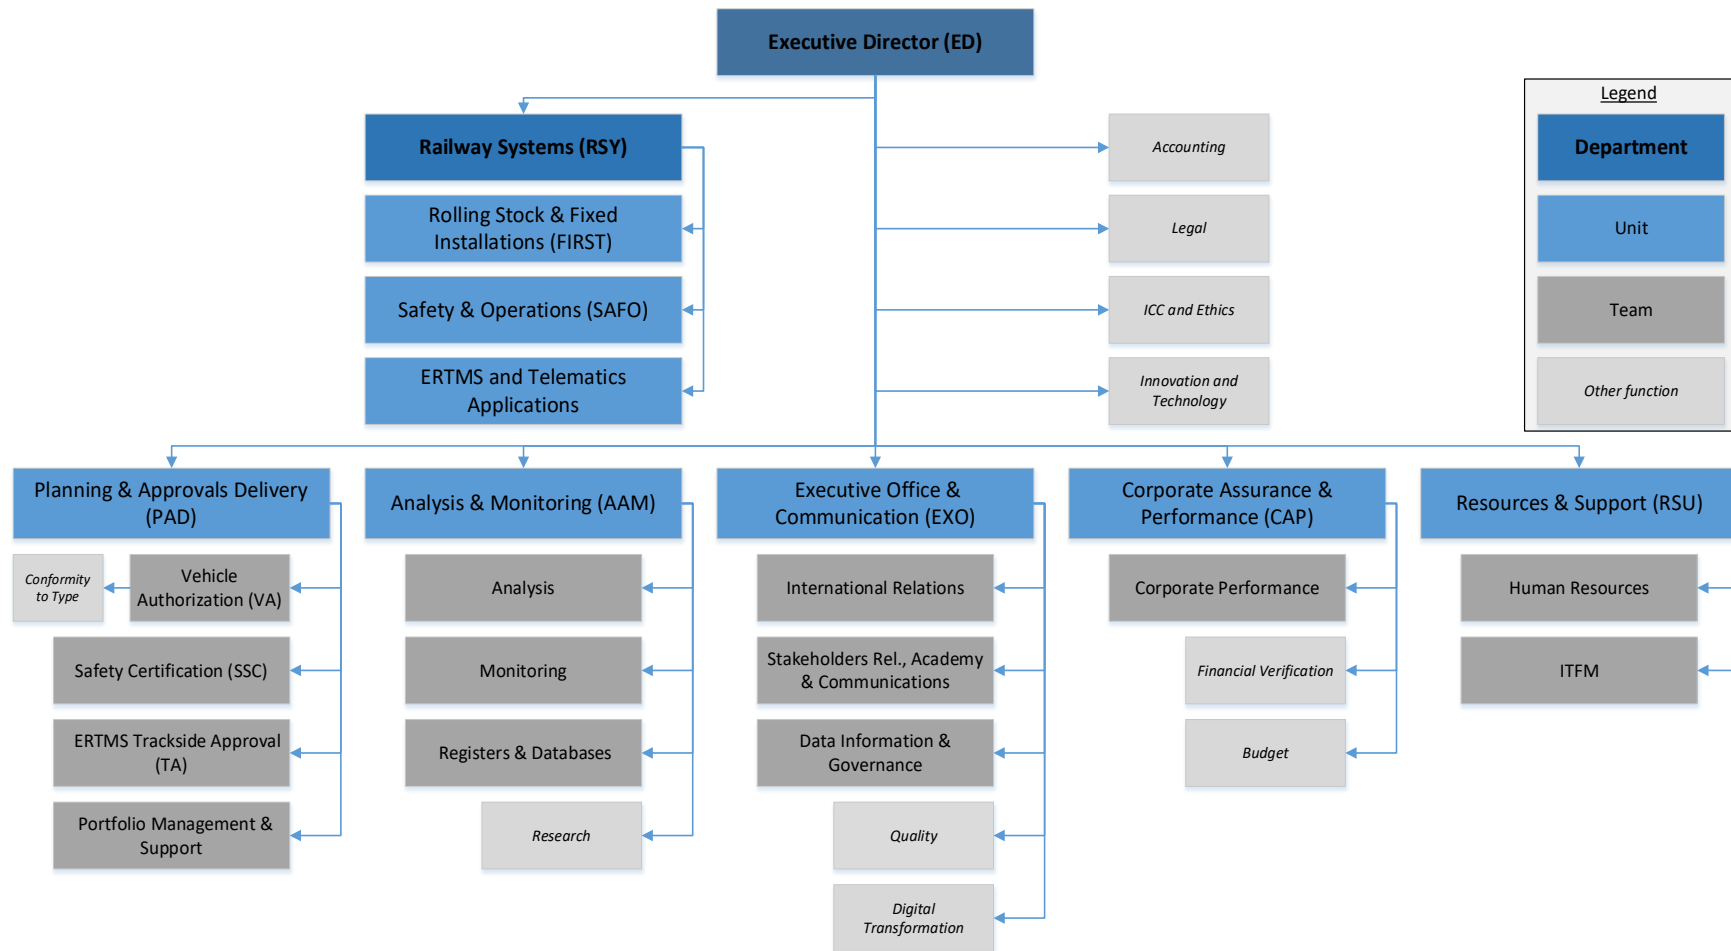 Executive Director (ED)
Legend
Railway Systems (RSY)
Accounting
Department
Rolling Stock & Fixed
Installations (FIRST)
Legal
Unit
Safety & Operations (SAFO)
ICC and Ethics
Team
ERTMS and Telematics
Applications
Innovation and
Technology
Other function
Planning & Approvals Delivery
(PAD)
Analysis & Monitoring (AAM)
Executive Office &
Communication (EXO)
Corporate Assurance &
Performance (CAP)
Resources & Support (RSU)
Conformity
to Type
Vehicle
Authorization (VA)
Analysis
International Relations
Corporate Performance
Human Resources
Safety Certification (SSC)
Monitoring
Stakeholders Rel., Academy
& Communications
Financial Verification
ITFM
ERTMS Trackside Approval
(TA)
Registers & Databases
Data Information &
Governance
Budget
Portfolio Management &
Support
Research
Quality
Digital
Transformation